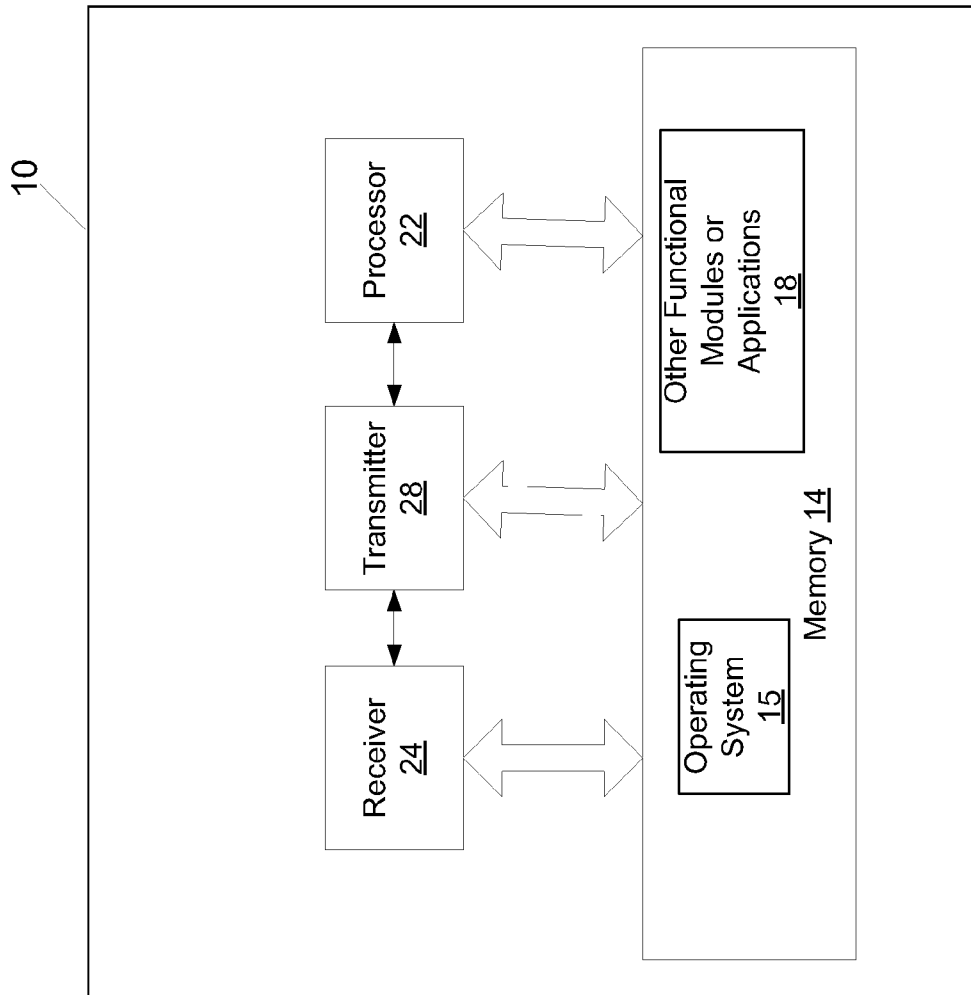 10
Receiver
24
Transmitter
28
Processor
22
Operating
System
15
Other Functional
Modules or
Applications
18
Memory 14